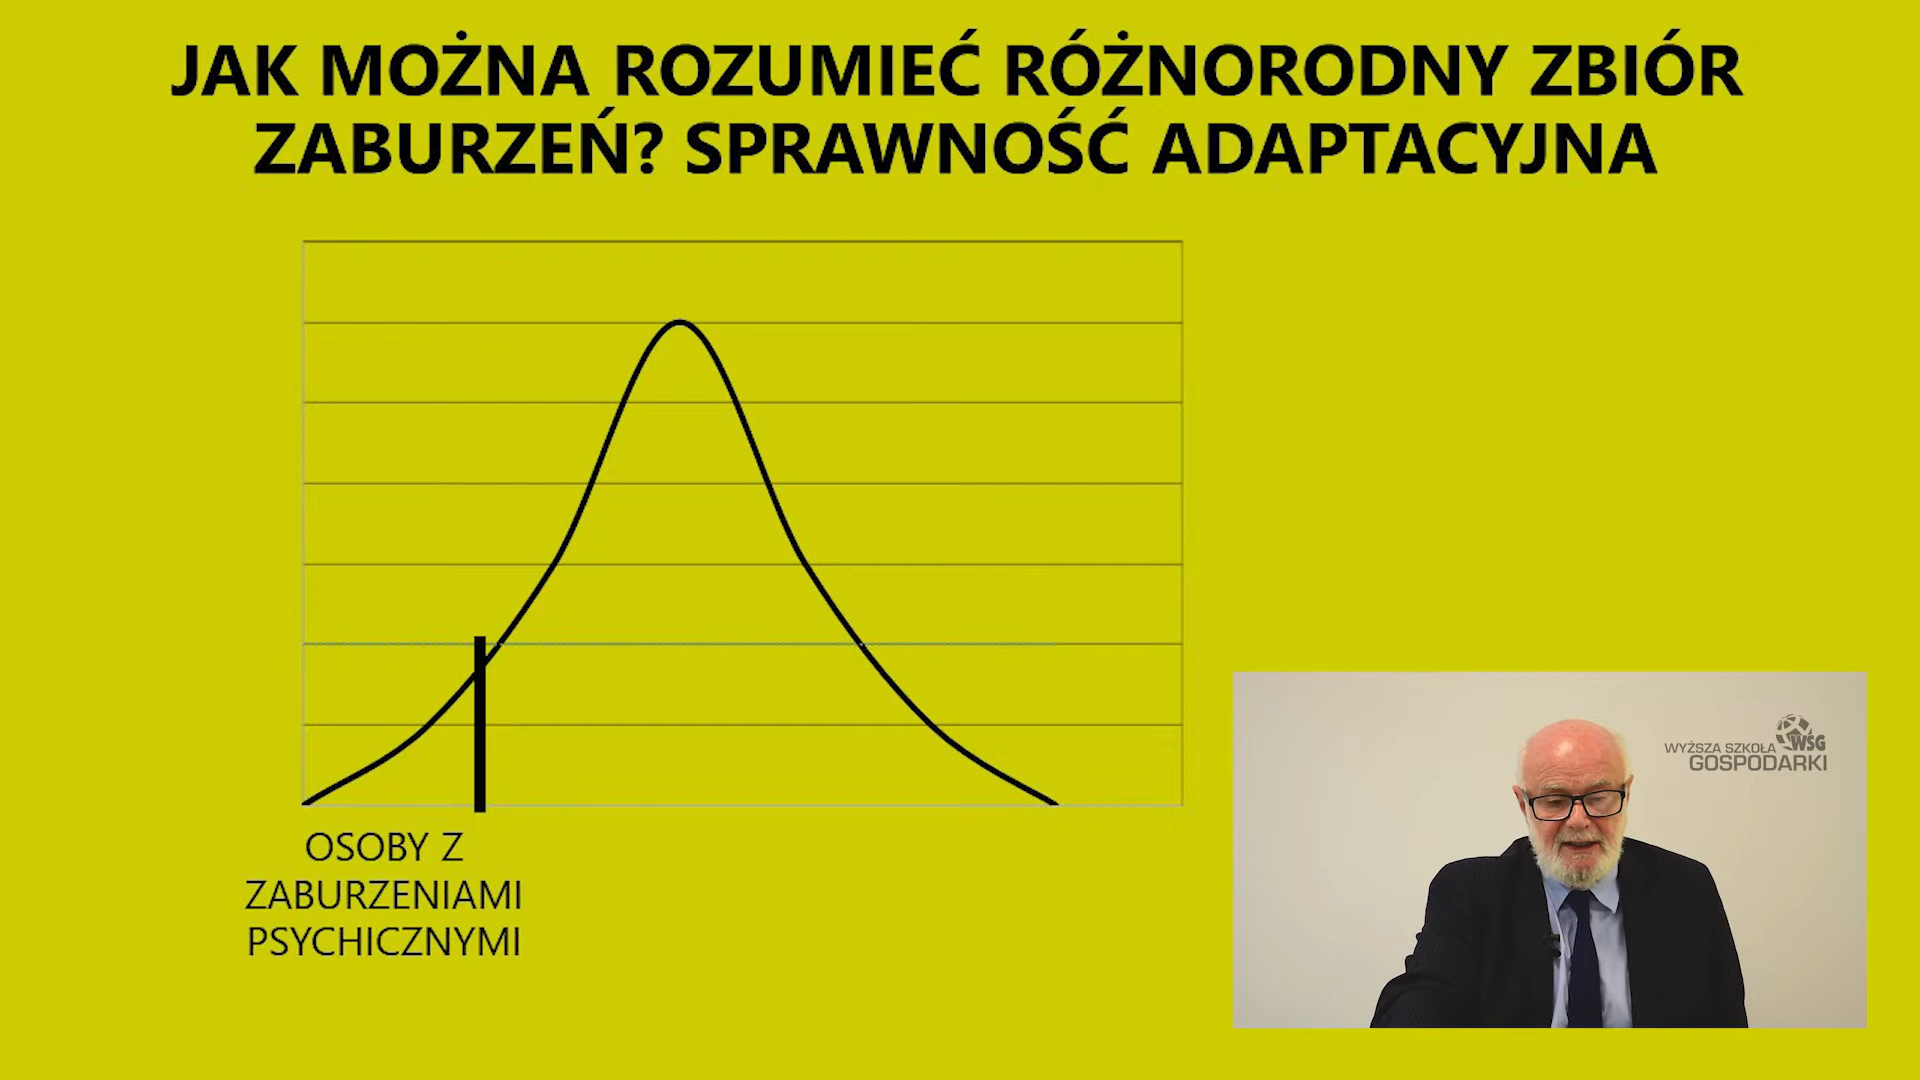 JAK MOŻNA ROZUMIEĆ RÓŻNORODNY ZBIÓR
ZABURZEŃ? SPRAWNOŚĆ ADAPTACYJNA
OSOBY Z
ZABURZENIAMI
PSYCHICZNYMI
WYŻSZA SZKOŁA WSG
GOSPODARKI